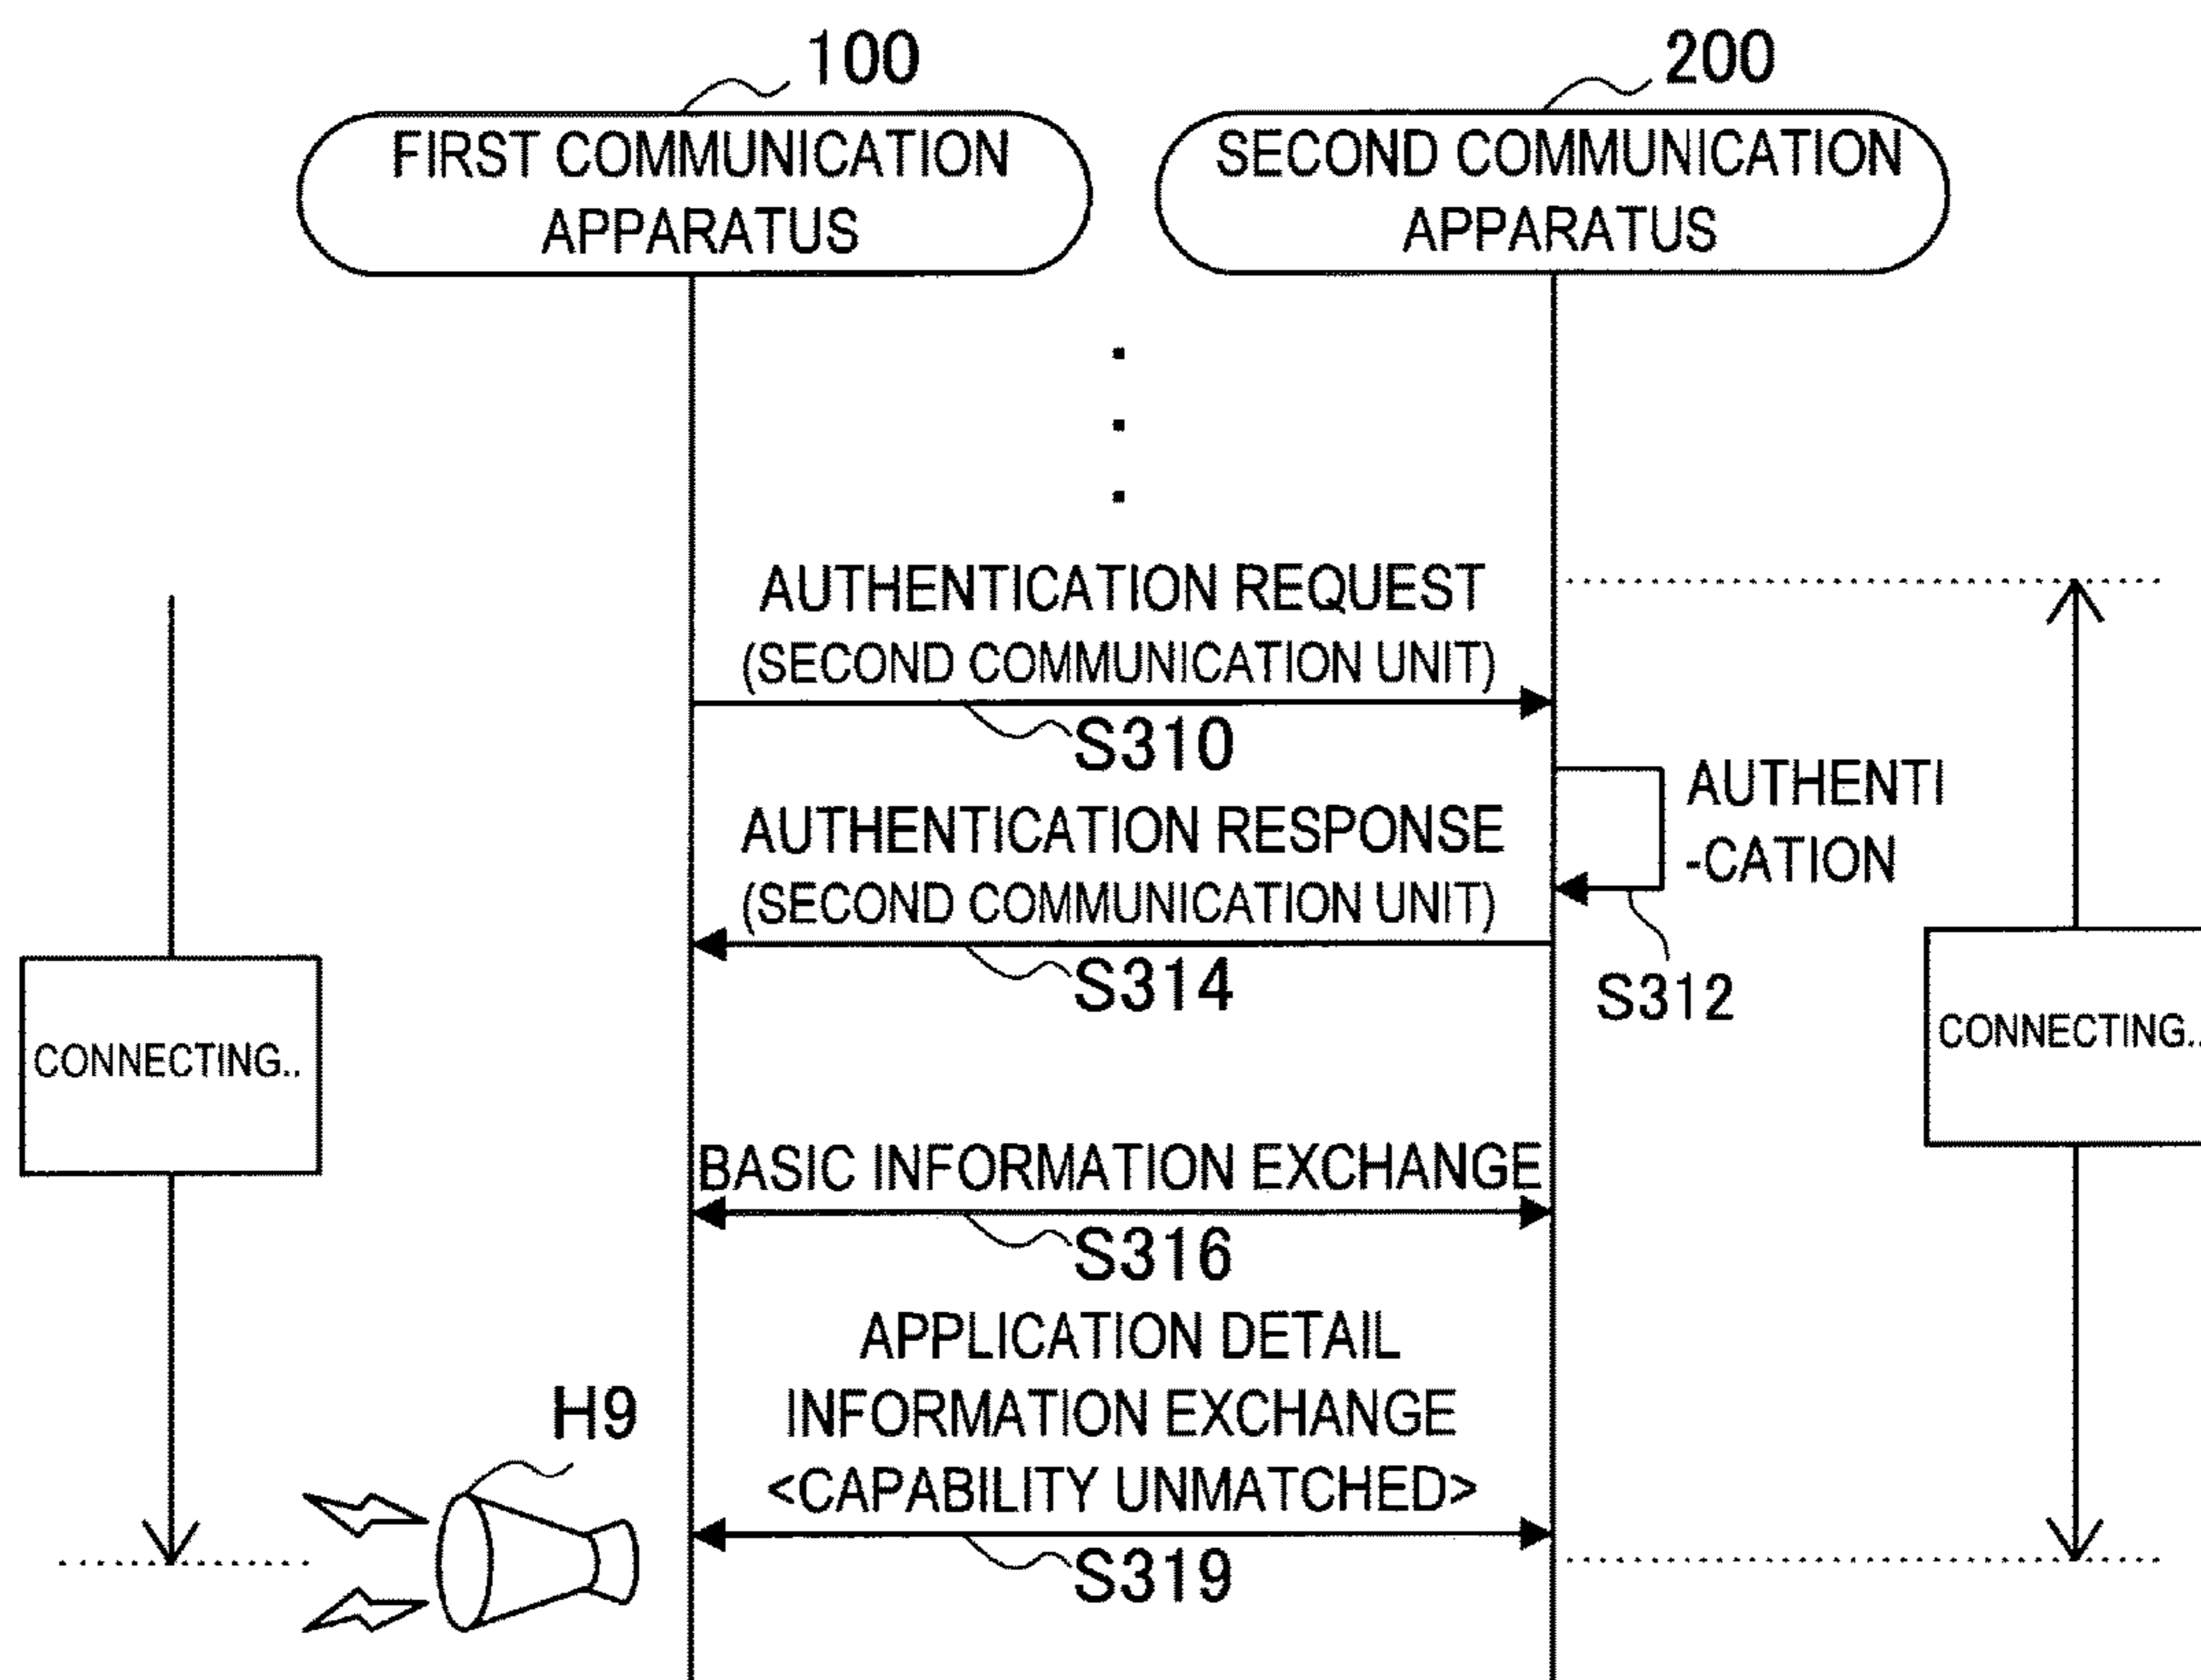 100
200
FIRST COMMUNICATION
APPARATUS
SECOND COMMUNICATION
APPARATUS
AUTHENTICATION REQUEST
(SECOND COMMUNICATION UNIT)
S310
AUTHENTI
-CATION
S312
AUTHENTICATION RESPONSE
(SECOND COMMUNICATION UNIT)
S314
CONNECTING..
CONNECTING..
BASIC INFORMATION EXCHANGE
S316
APPLICATION DETAIL
INFORMATION EXCHANGE
<CAPABILITY UNMATCHED>
S319
H9